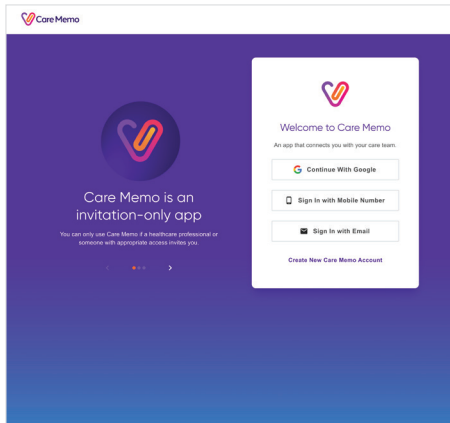 Care Memo
Care Memo is an
invitation-only app
You can only use Care Memo if a healthcare professional or
someone with appropriate access invites you.
Welcome to Care Memo
An app that connects you with your care team.
Continue With Google
Sign In with Mobile Number
Sign In with Email
Create New Care Memo Account